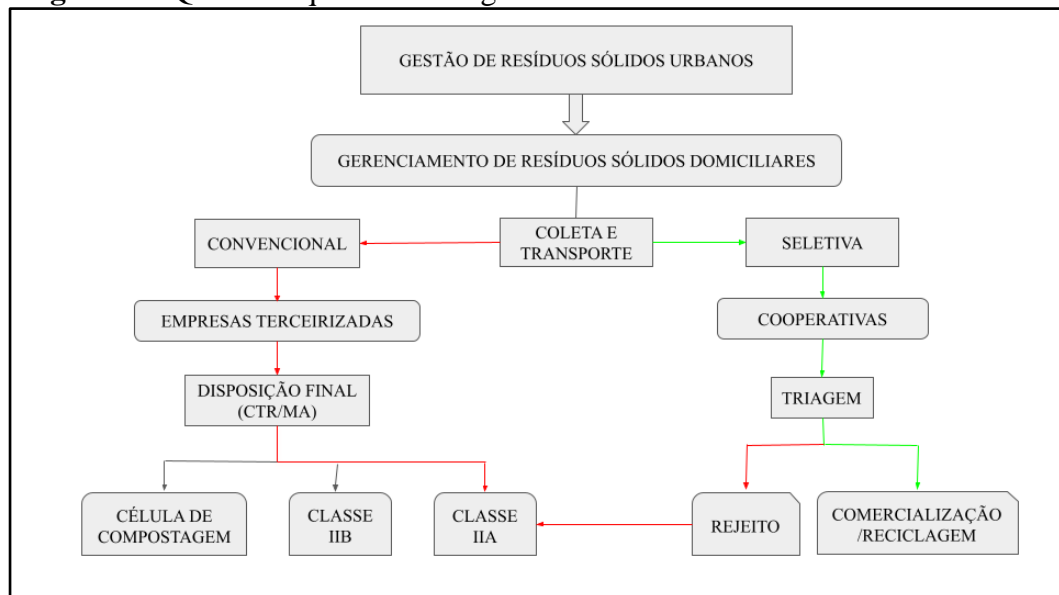 GESTÃO DE RESÍDUOS SÓLIDOS URBANOS
GERENCIAMENTO DE RESÍDUOS SÓLIDOS DOMICILIARES
CONVENCIONAL
COLETA E
TRANSPORTE
SELETIVA
EMPRESAS TERCEIRIZADAS
COOPERATIVAS
DISPOSIÇÃO FINAL
(CTR/MA)
TRIAGEM
CÉLULA DE
COMPOSTAGEM
CLASSE
IIB
CLASSE
IIA
REJEITO
COMERCIALIZAÇÃO
/RECICLAGEM